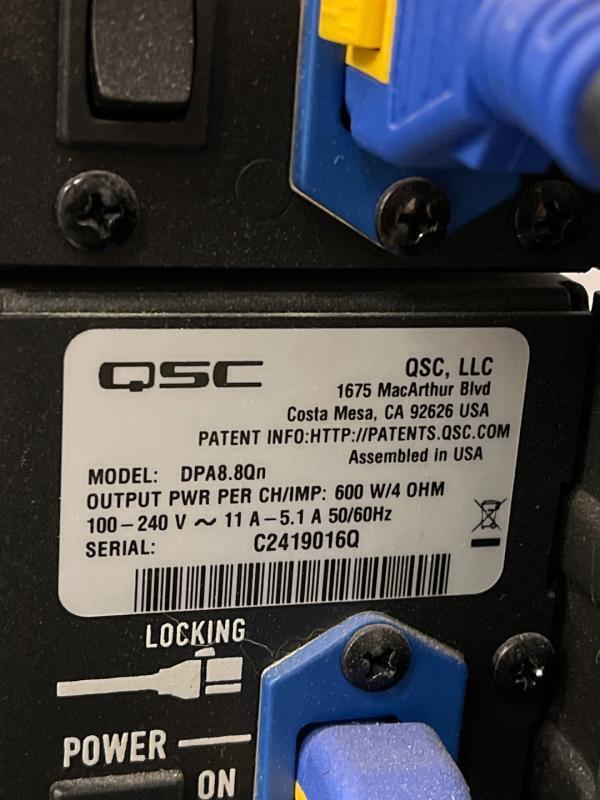 QSC
QSC, LLC
1675 MacArthur Blvd
Costa Mesa, CA 92626 USA
PATENT INFO:HTTP://PATENTS.QSC.COM
Assembled in USA
MODEL: DPA8.8Qn
OUTPUT PWR PER CH/IMP: 600 W/4 OHM
100–240 V ~ 11 A–5.1 A 50/60Hz
SERIAL: C2419016Q
LOCKING
POWER
ON